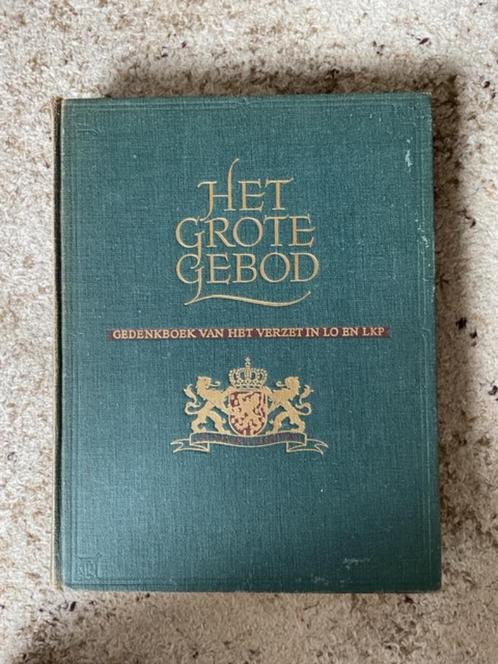 HET
GROTE
GEBOD
GEDENKBOEK VAN HET VERZET IN LO EN LKP